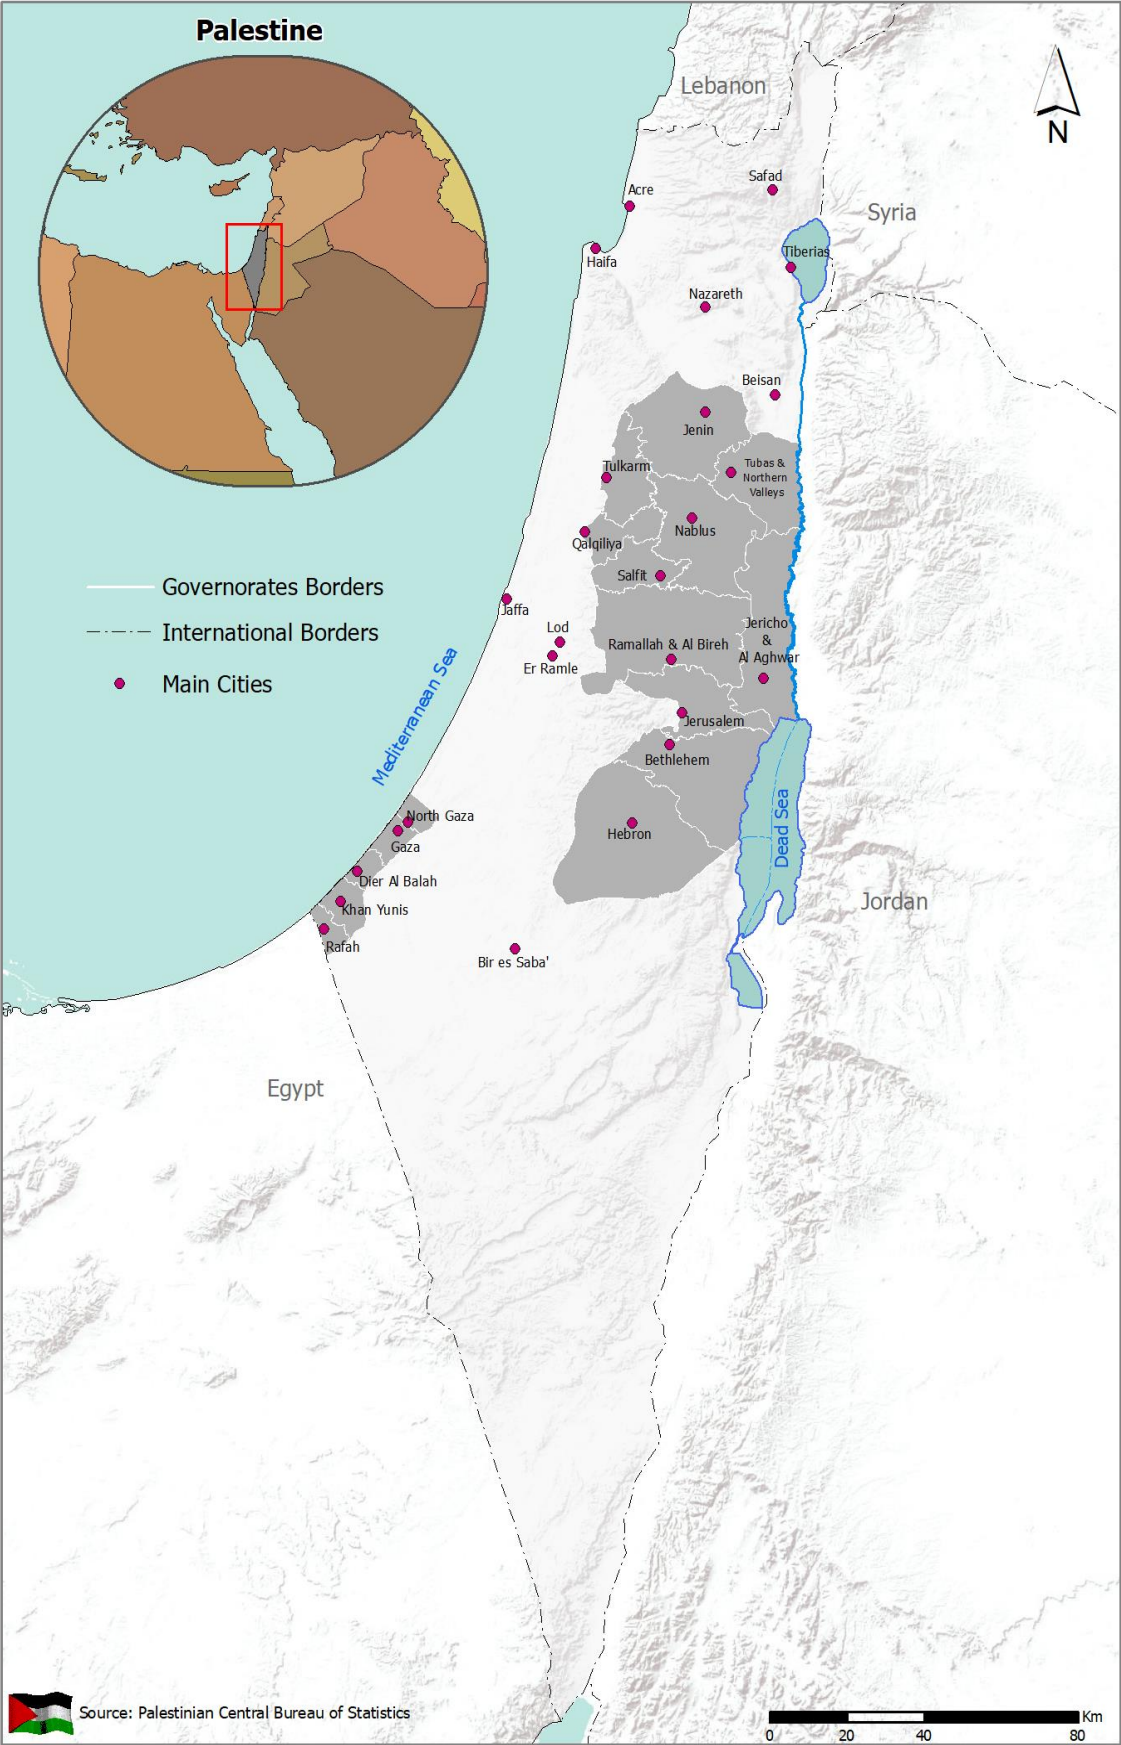 Palestine
Lebanon
N
Safad
Acre
Syria
Tiberias
Haifa
Nazareth
Beisan
Jenin
Tulkarm
Tubas &
Northern
Valleys
Nablus
Qalqiliya
Salfit
Governorates Borders
International Borders
Main Cities
Jaffa
Lod
Er Ramle
Ramallah & Al Bireh
Jericho
&
Al Aghwar
Mediterranean Sea
Jerusalem
Bethlehem
Dead Sea
North Gaza
Gaza
Hebron
Dier Al Balah
Khan Yunis
Rafah
Jordan
Bir es Saba'
Egypt
Source: Palestinian Central Bureau of Statistics
Km
0 20 40 80